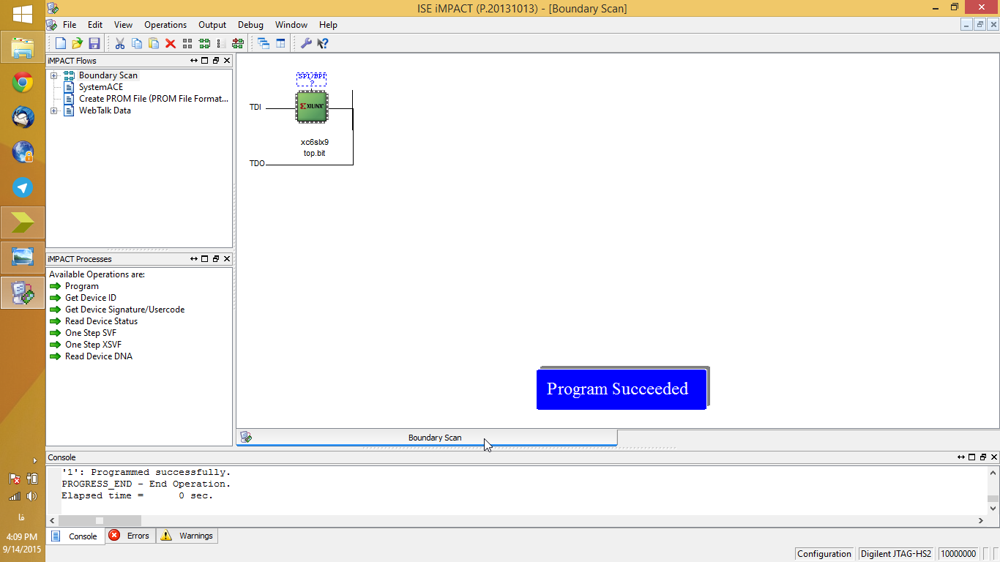 ISE iMPACT (P.20131013) - [Boundary Scan]
File Edit View Operations Output Debug Window Help
iMPACT Flows
Boundary Scan
SystemACE
Create PROM File (PROM File Format...
WebTalk Data
SPI/BPI
?
TDI
XILINX
xc6slx9
top.bit
TDO
iMPACT Processes
Available Operations are:
Program
Get Device ID
Get Device Signature/Usercode
Read Device Status
One Step SVF
One Step XSVF
Read Device DNA
Program Succeeded
Boundary Scan
Console
'1': Programmed successfully.
PROGRESS_END - End Operation.
Elapsed time =      0 sec.
Console Errors Warnings
Configuration Digilent JTAG-HS2 10000000
فا
4:09 PM
9/14/2015